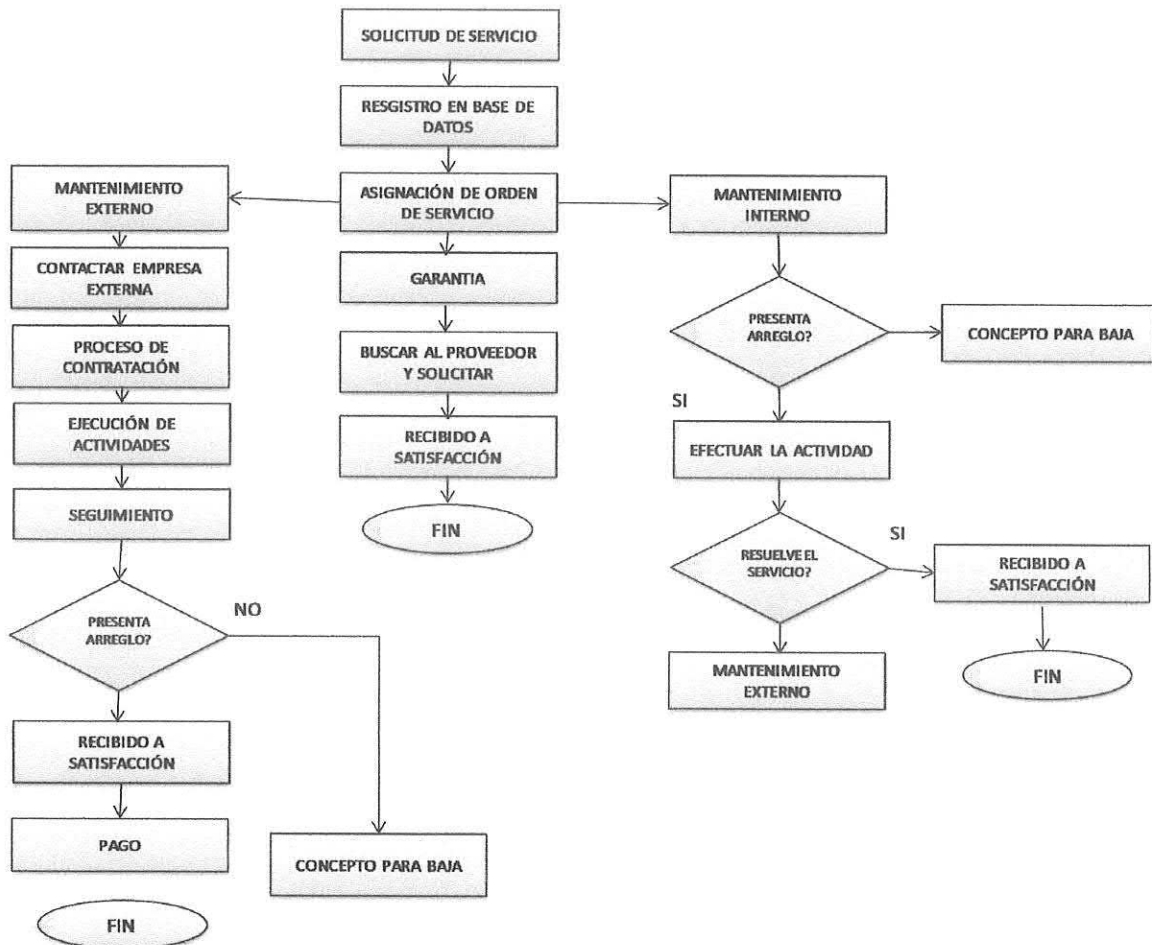 SOLICITUD DE SERVICIO
RESGISTRO EN BASE DE
DATOS
ASIGNACIÓN DE ORDEN
DE SERVICIO
MANTENIMIENTO
EXTERNO
CONTACTAR EMPRESA
EXTERNA
PROCESO DE
CONTRATACIÓN
EJECUCIÓN DE
ACTIVIDADES
SEGUIMIENTO
PRESENTA
ARREGLO?
NO
RECIBIDO A
SATISFACCIÓN
PAGO
FIN
CONCEPTO PARA BAJA
GARANTIA
BUSCAR AL PROVEEDOR
Y SOLICITAR
RECIBIDO A
SATISFACCIÓN
FIN
MANTENIMIENTO
INTERNO
PRESENTA
ARREGLO?
CONCEPTO PARA BAJA
SI
EFECTUAR LA ACTIVIDAD
RESUELVE EL
SERVICIO?
SI
RECIBIDO A
SATISFACCIÓN
FIN
MANTENIMIENTO
EXTERNO